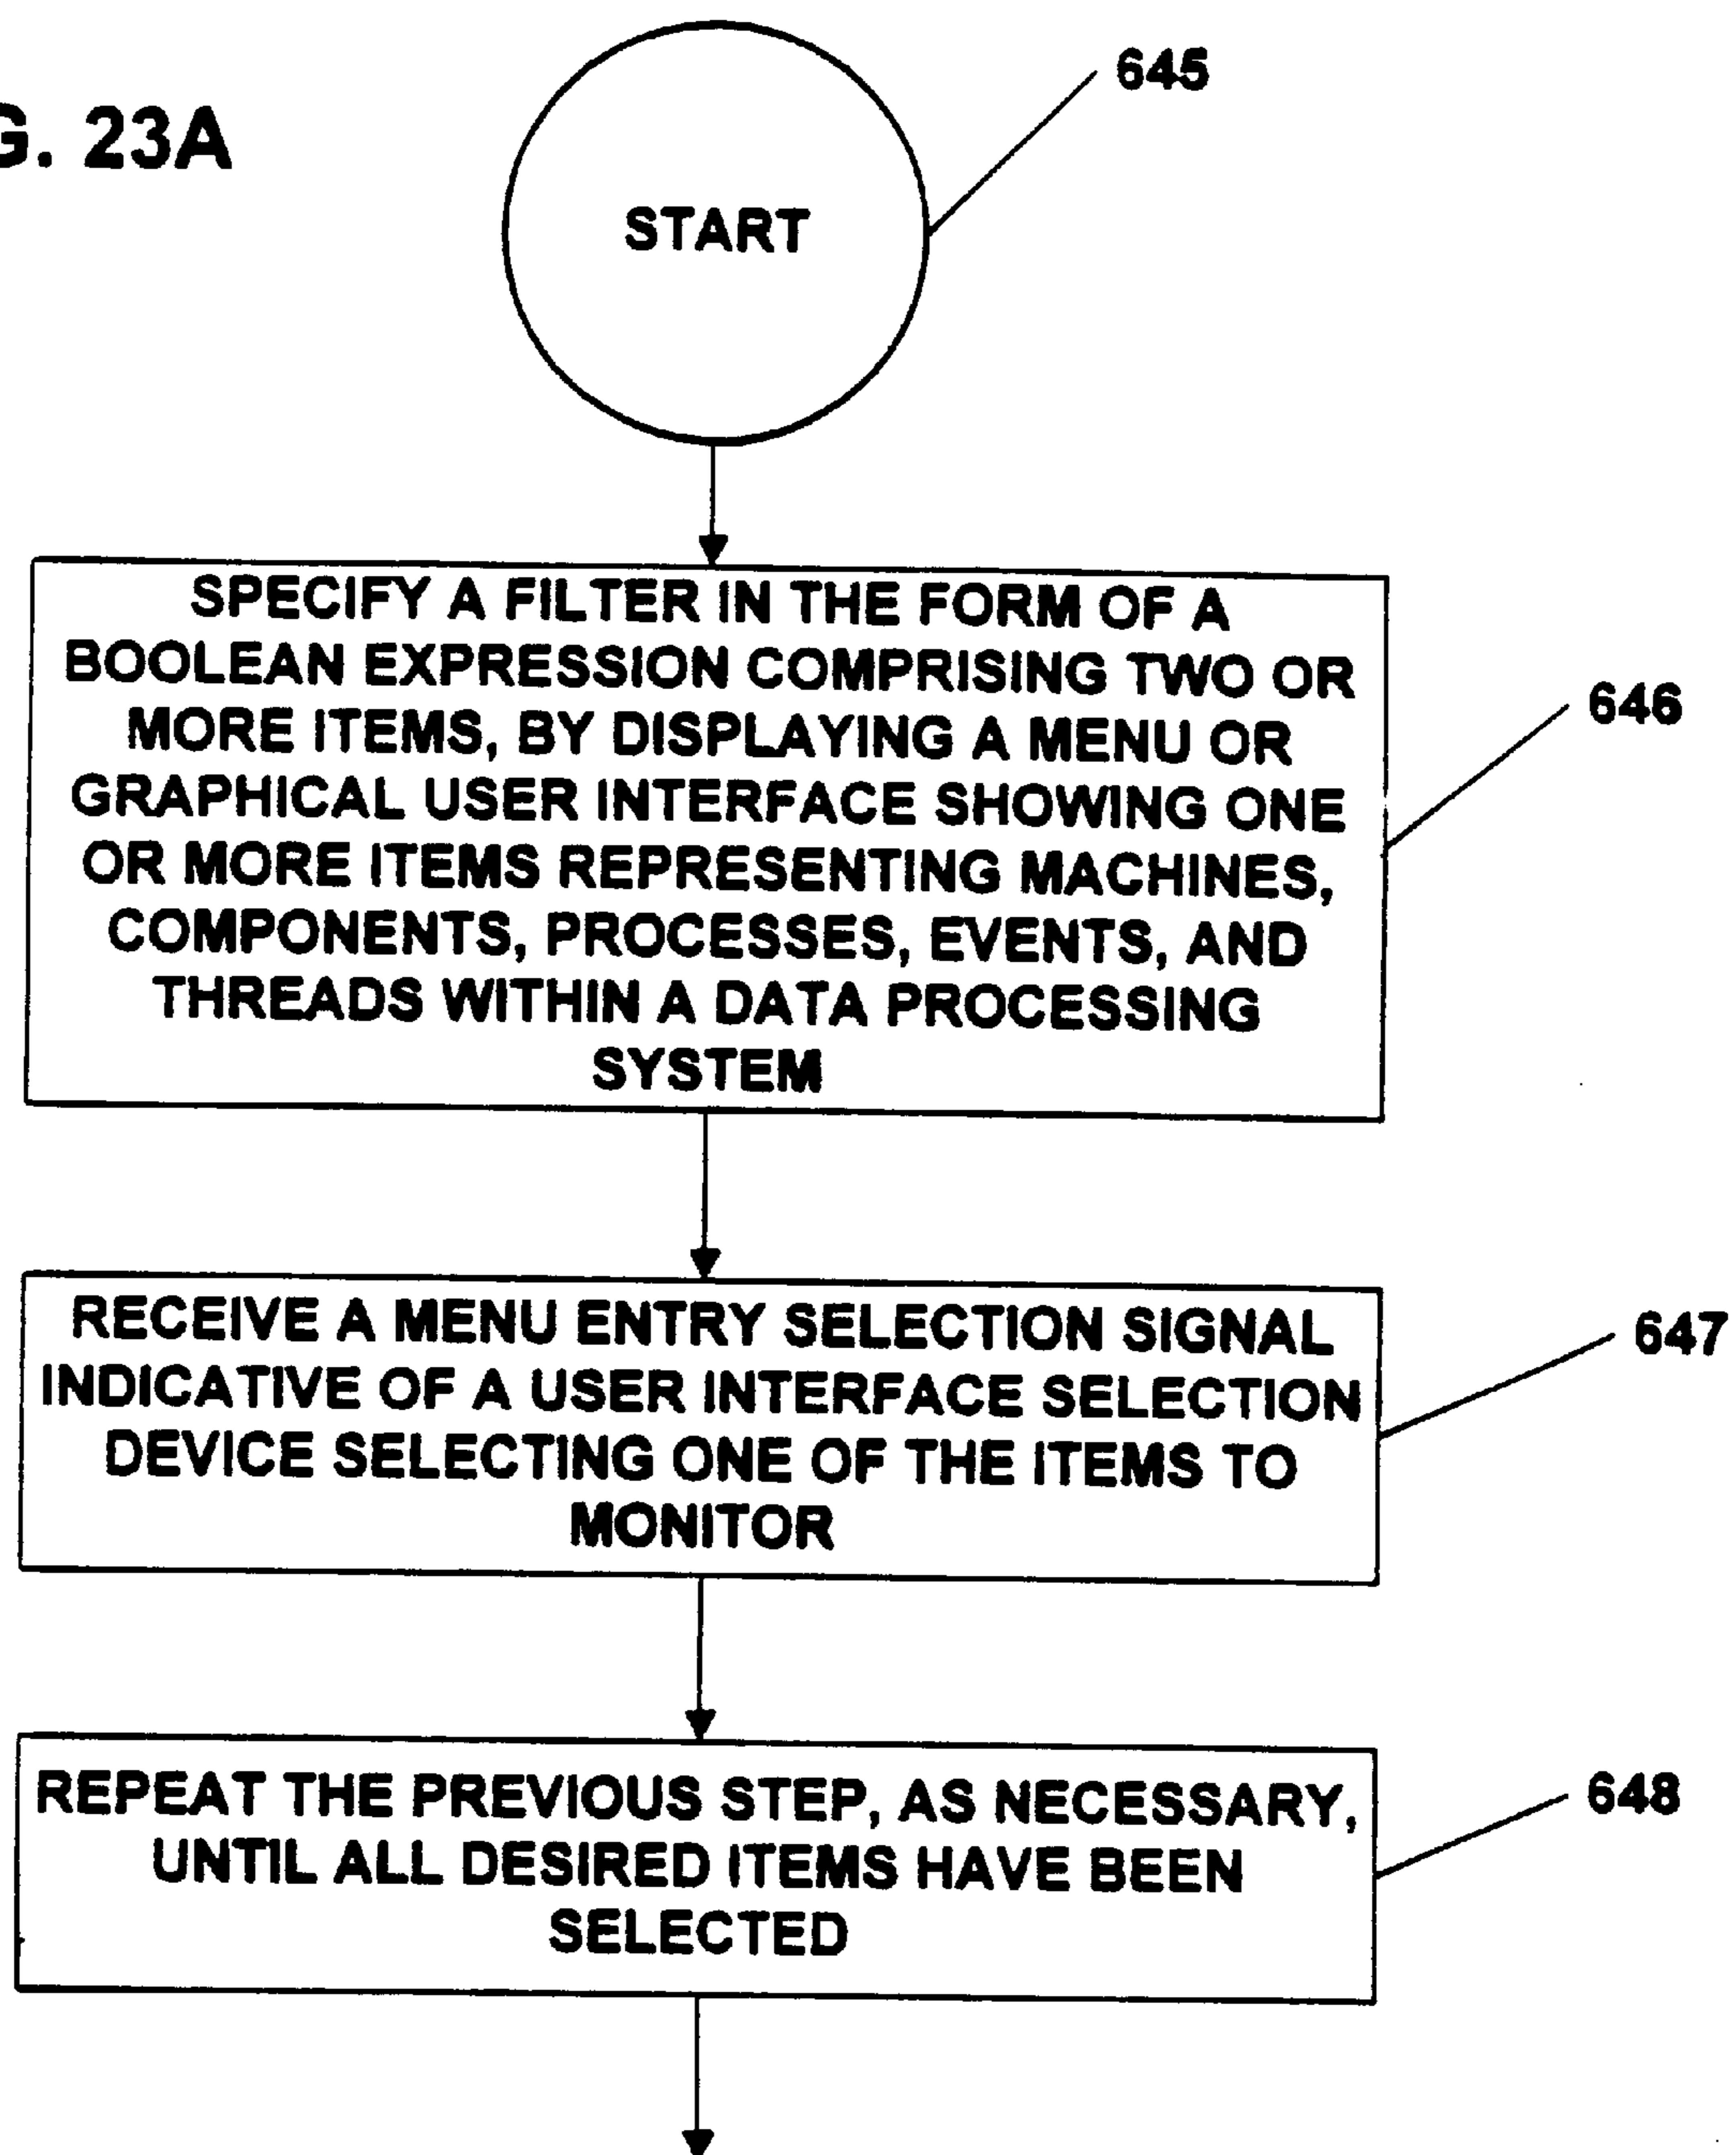 645
G. 23A
START
SPECIFY A FILTER IN THE FORM OF A
BOOLEAN EXPRESSION COMPRISING TWO OR
MORE ITEMS, BY DISPLAYING A MENU OR
GRAPHICAL USER INTERFACE SHOWING ONE
OR MORE ITEMS REPRESENTING MACHINES,
COMPONENTS, PROCESSES, EVENTS, AND
THREADS WITHIN A DATA PROCESSING
SYSTEM
646
RECEIVE A MENU ENTRY SELECTION SIGNAL
INDICATIVE OF A USER INTERFACE SELECTION
DEVICE SELECTING ONE OF THE ITEMS TO
MONITOR
647
REPEAT THE PREVIOUS STEP, AS NECESSARY,
UNTIL ALL DESIRED ITEMS HAVE BEEN
SELECTED
648